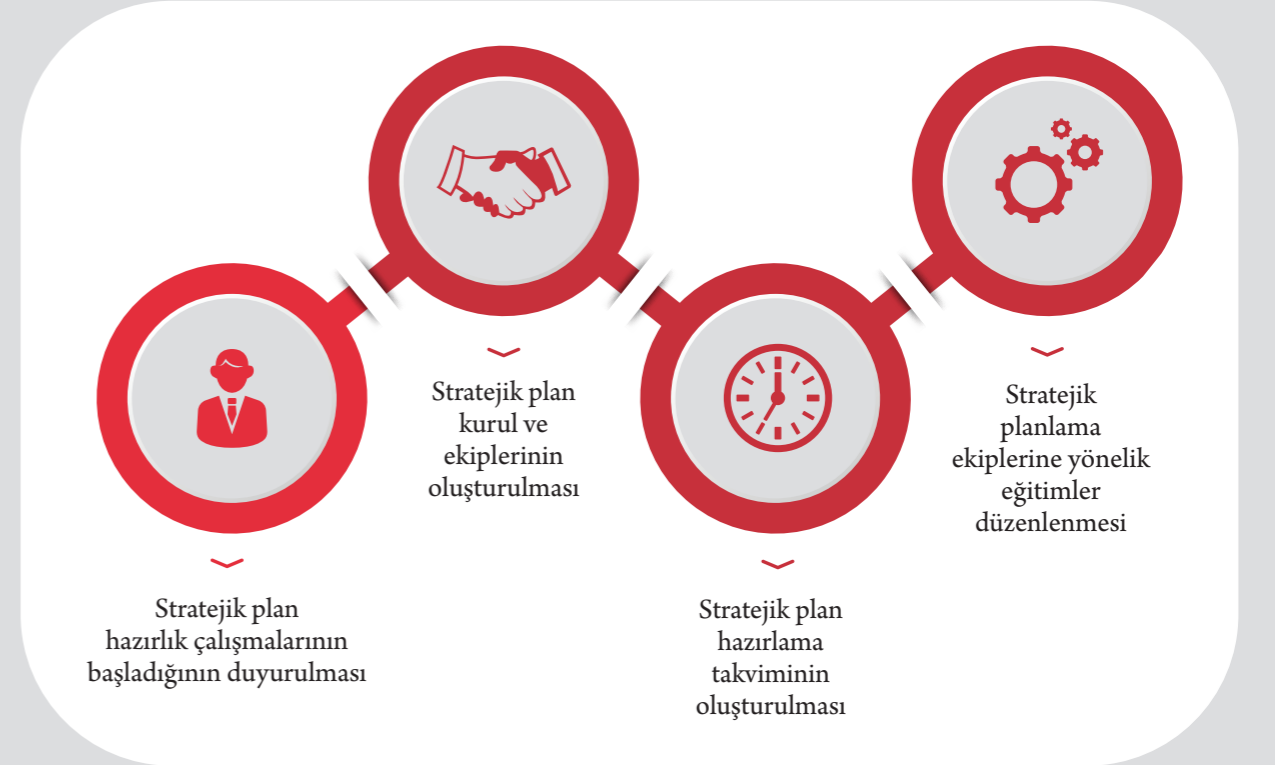 Stratejik plan
hazırlık çalışmalarının
başladığının duyurulması
Stratejik plan
kurul ve
ekiplerinin
oluşturulması
Stratejik plan
hazırlama
takviminin
oluşturulması
Stratejik
planlama
ekiplerine yönelik
eğitimler
düzenlenmesi